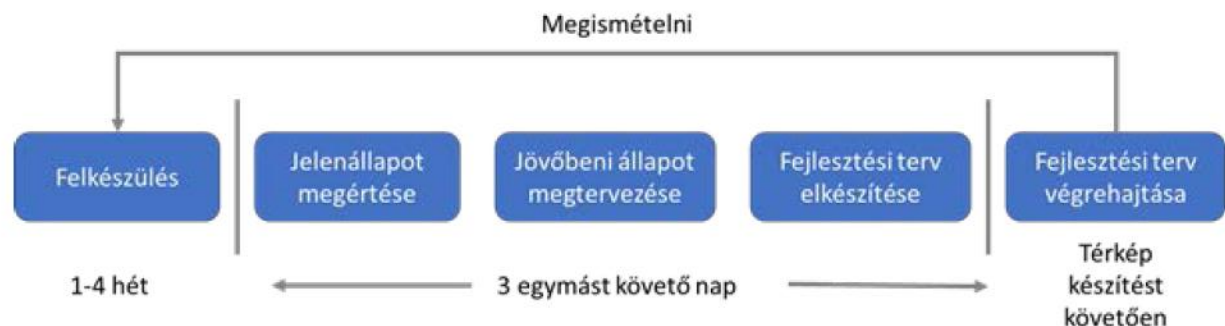 Megismételni
Felkészülés
Jelenállapot
megértése
Jövőbeni állapot
megtervezése
Fejlesztési terv
elkészítése
Fejlesztési terv
végrehajtása
1-4 hét
3 egymást követő nap
Térkép
készítést
követően